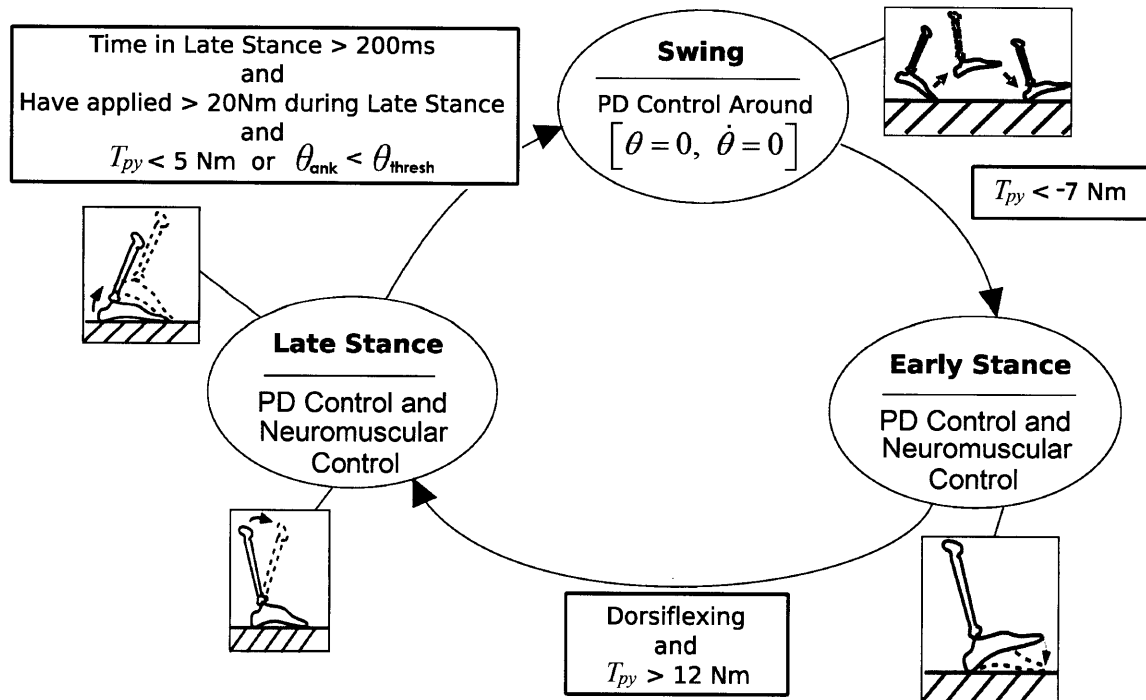 Time in Late Stance > 200ms
and
Have applied > 20Nm during Late Stance
and
T_py < 5 Nm or θ_ank < θ_thresh
Swing
PD Control Around
[θ = 0, θ̇ = 0]
T_py < -7 Nm
Late Stance
PD Control and
Neuromuscular
Control
Early Stance
PD Control and
Neuromuscular
Control
Dorsiflexing
and
T_py > 12 Nm